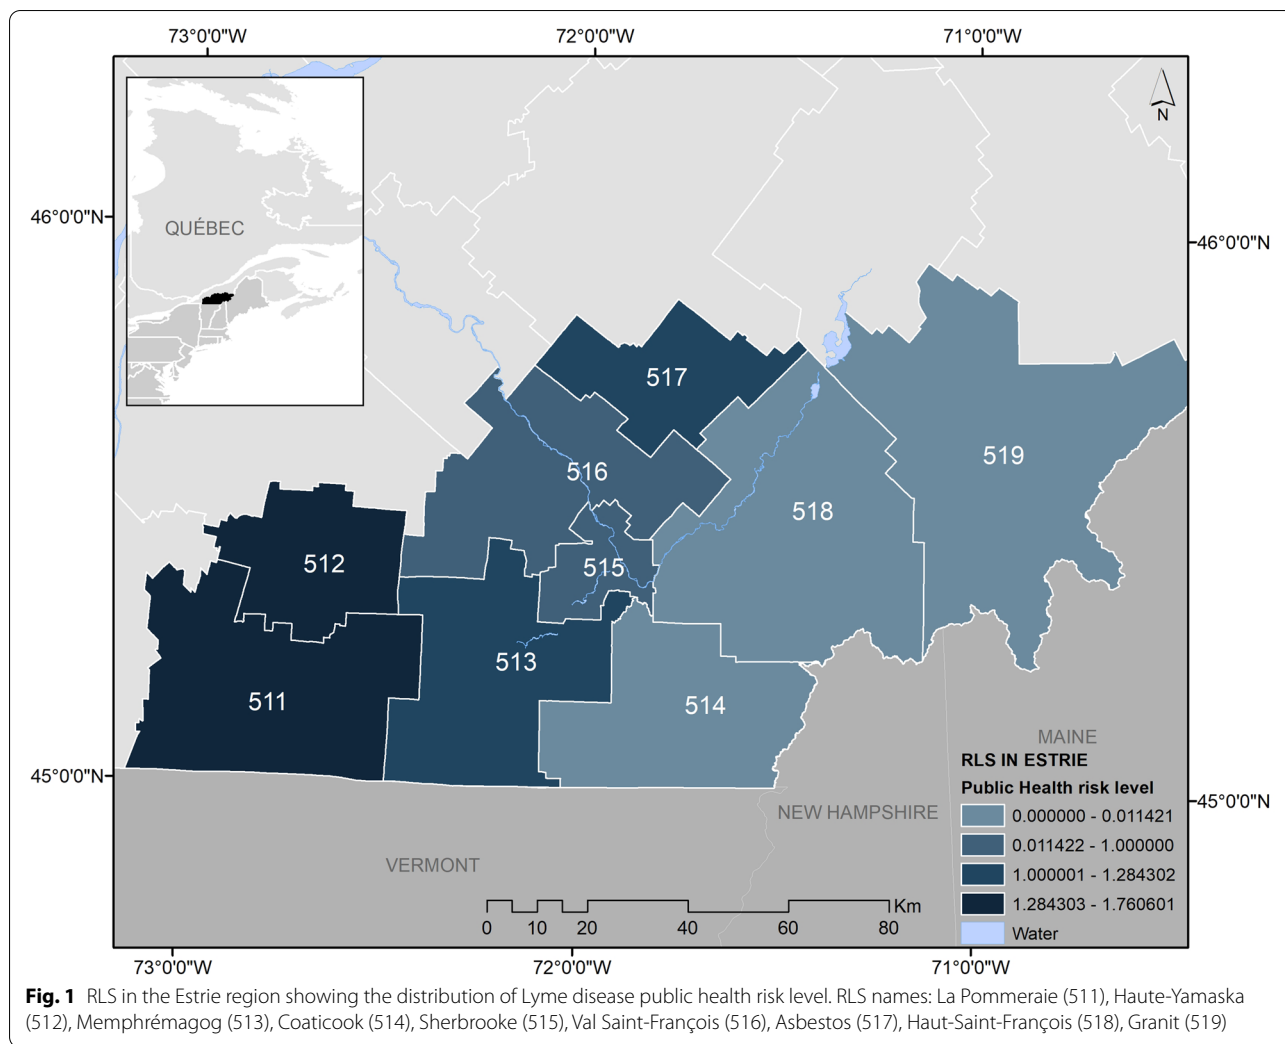 73°0'0"W 72°0'0"W 71°0'0"W
N
QUÉBEC
46°0'0"N
46°0'0"N
517
516
519
518
512
515
513
511
514
MAINE
RLS IN ESTRIE
Public Health risk level
45°0'0"N
45°0'0"N
NEW HAMPSHIRE
0.000000 - 0.011421
0.011422 - 1.000000
VERMONT
1.000001 - 1.284302
1.284303 - 1.760601
Water
Km
0 10 20 40 60 80
73°0'0"W 72°0'0"W 71°0'0"W
Fig. 1 RLS in the Estrie region showing the distribution of Lyme disease public health risk level. RLS names: La Pommeraie (511), Haute-Yamaska
(512), Memphrémagog (513), Coaticook (514), Sherbrooke (515), Val Saint-François (516), Asbestos (517), Haut-Saint-François (518), Granit (519)